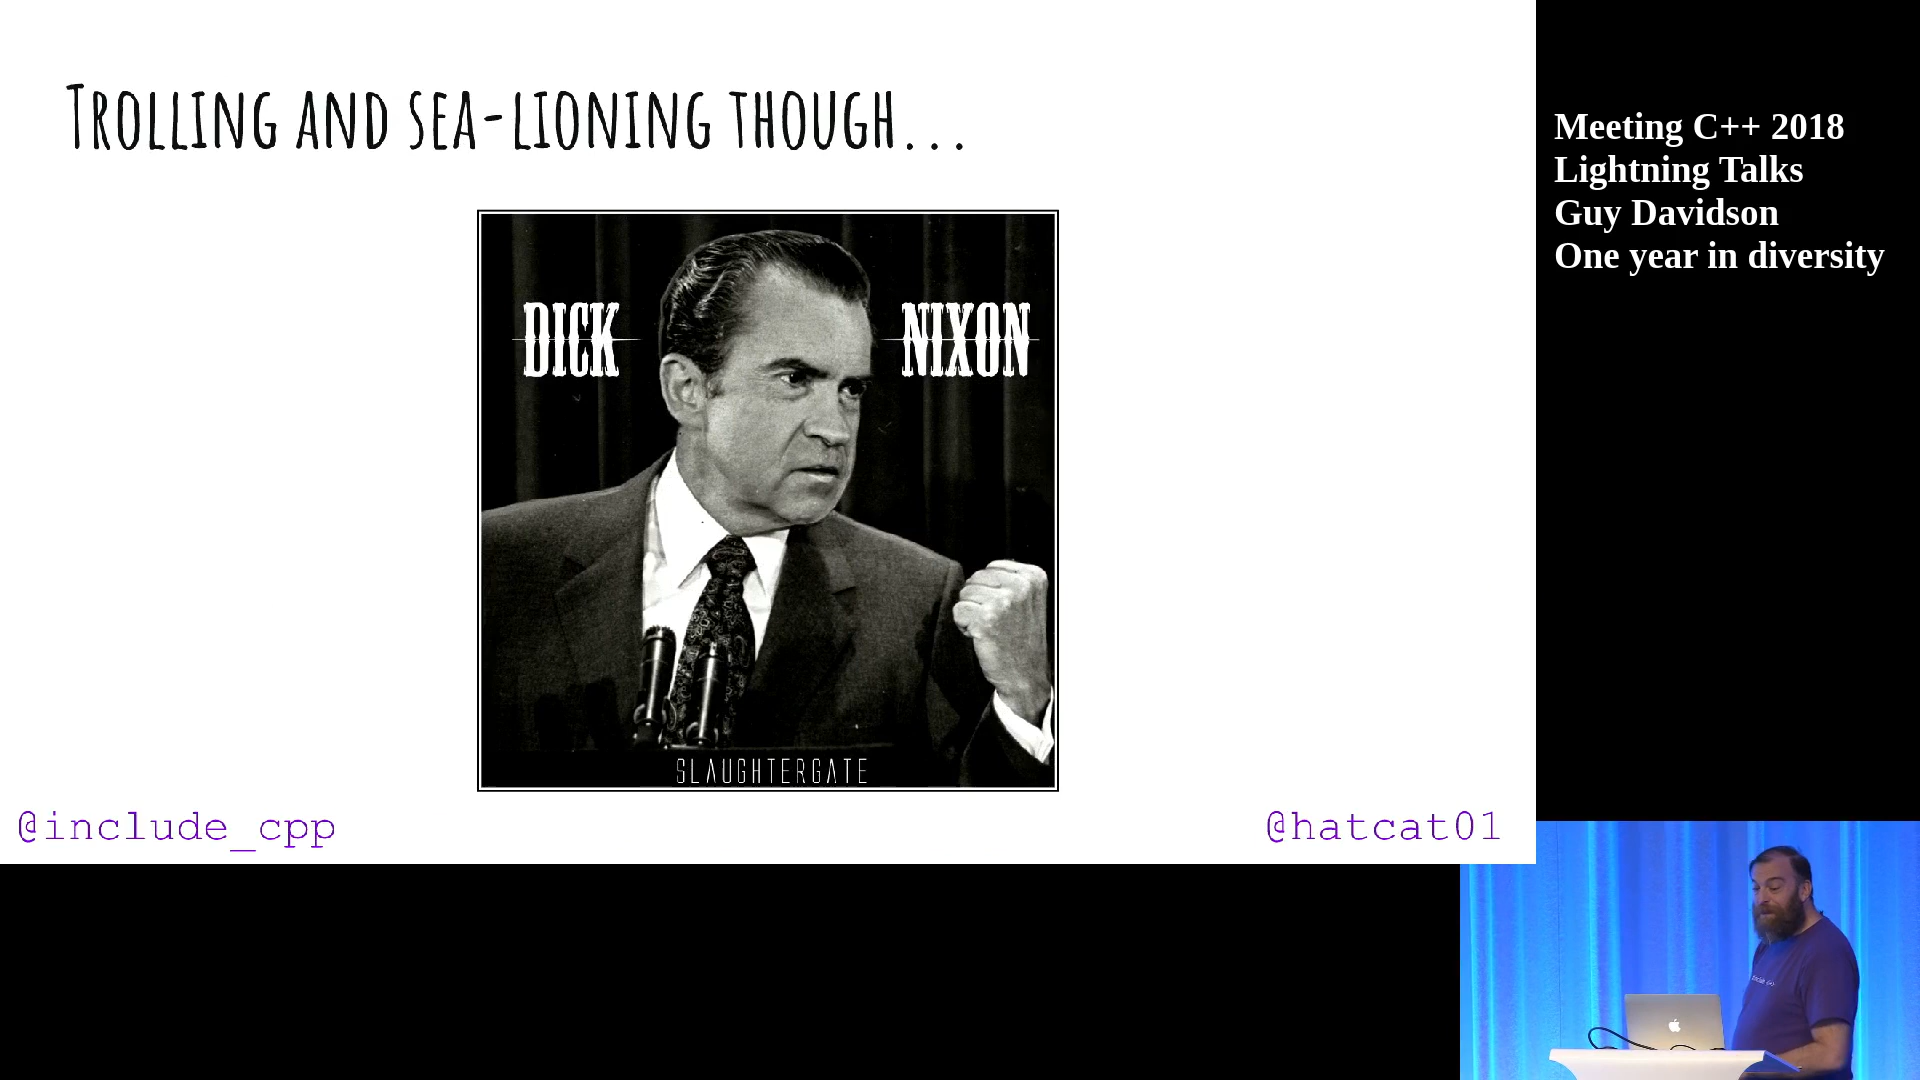 Trolling and sea-lioning though...
DICK NIXON
SLAUGHTERGATE
@include_cpp
@hatcat01
Meeting C++ 2018
Lightning Talks
Guy Davidson
One year in diversity